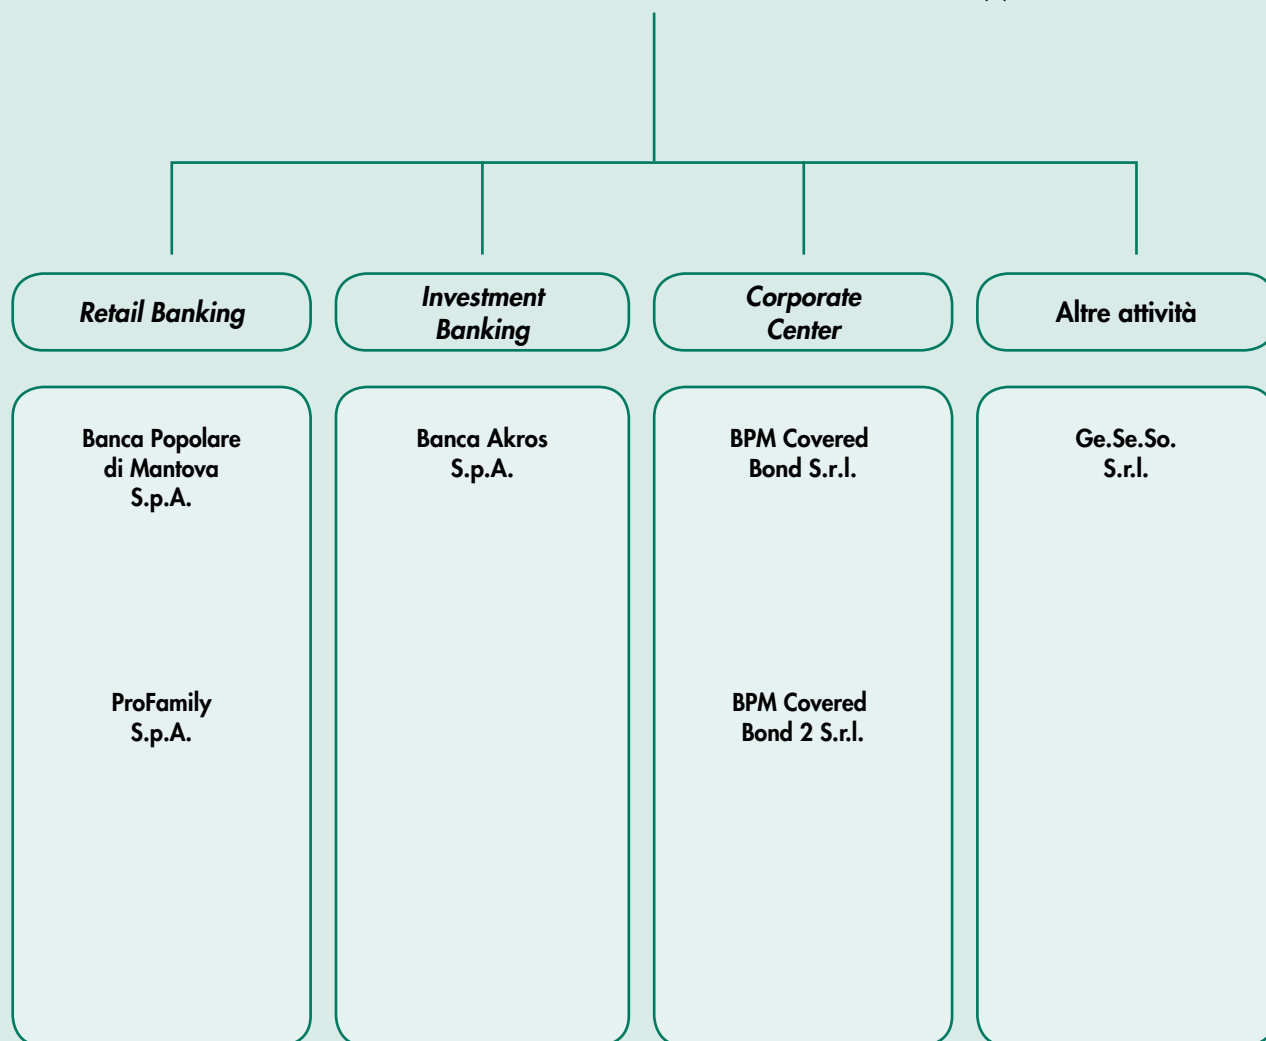 Retail Banking
Investment
Banking
Corporate
Center
Altre attività
Banca Popolare
di Mantova
S.p.A.
ProFamily
S.p.A.
Banca Akros
S.p.A.
BPM Covered
Bond S.r.l.
BPM Covered
Bond 2 S.r.l.
Ge.Se.So.
S.r.l.